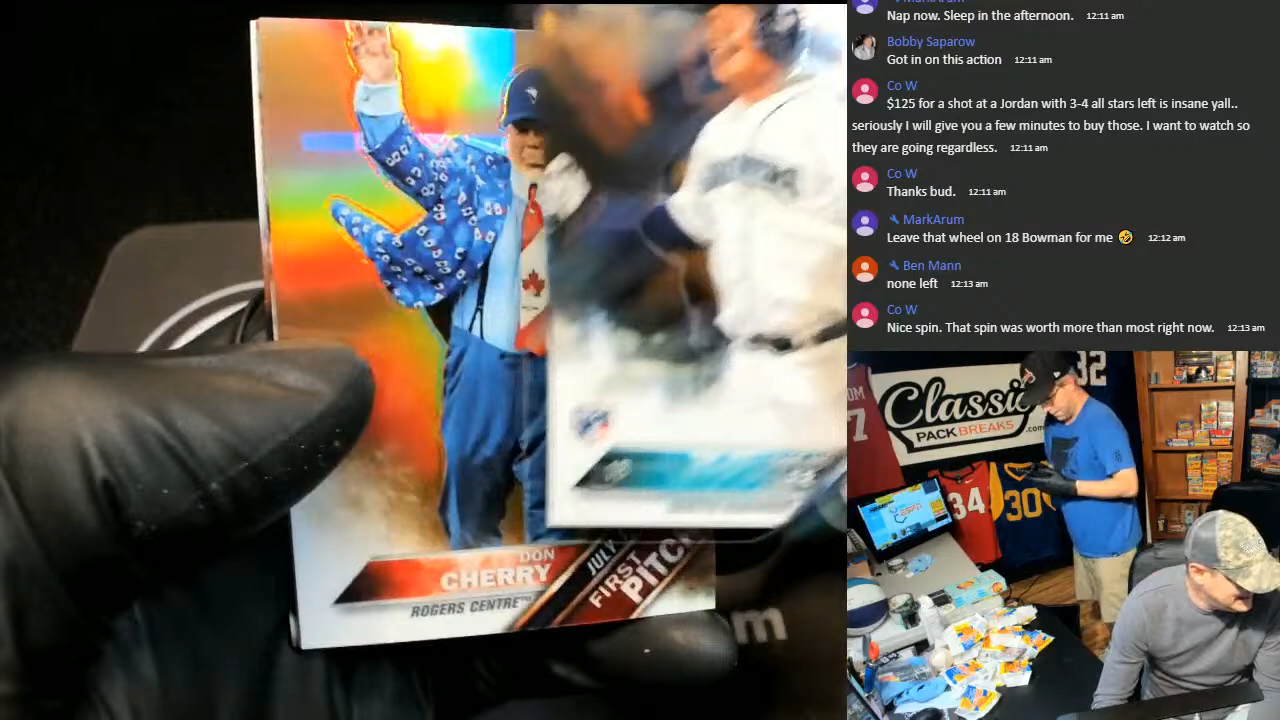 Nap now. Sleep in the afternoon. 12:11 am
Bobby Saparow
Got in on this action 12:11 am
Co W
$125 for a shot at a Jordan with 3-4 all stars left is insane yall..
seriously I will give you a few minutes to buy those. I want to watch so
they are going regardless. 12:11 am
Co W
Thanks bud. 12:11 am
MarkArum
Leave that wheel on 18 Bowman for me 🤣 12:12 am
Ben Mann
none left 12:13 am
Co W
Nice spin. That spin was worth more than most right now. 12:13 am
DON
CHERRY
ROGERS CENTRE™
JULY
FIRST
PITCH
m
32
Classic
PACK BREAKS .com
7
34
30